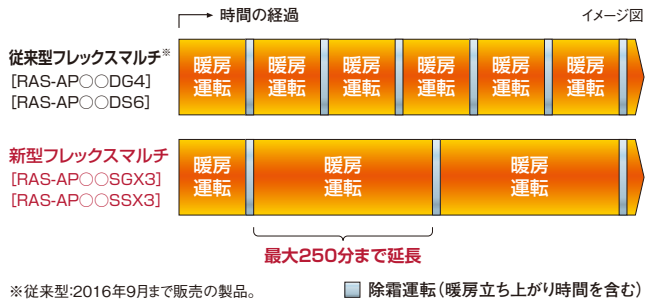 時間の経過
イメージ図
従来型フレックスマルチ※
[RAS-AP○○DG4]
[RAS-AP○○DS6]
暖房
運転
暖房
運転
暖房
運転
暖房
運転
暖房
運転
暖房
運転
新型フレックスマルチ
[RAS-AP○○SGX3]
[RAS-AP○○SSX3]
暖房
運転
暖房
運転
暖房
運転
最大250分まで延長
※従来型:2016年9月まで販売の製品。
除霜運転(暖房立ち上がり時間を含む)